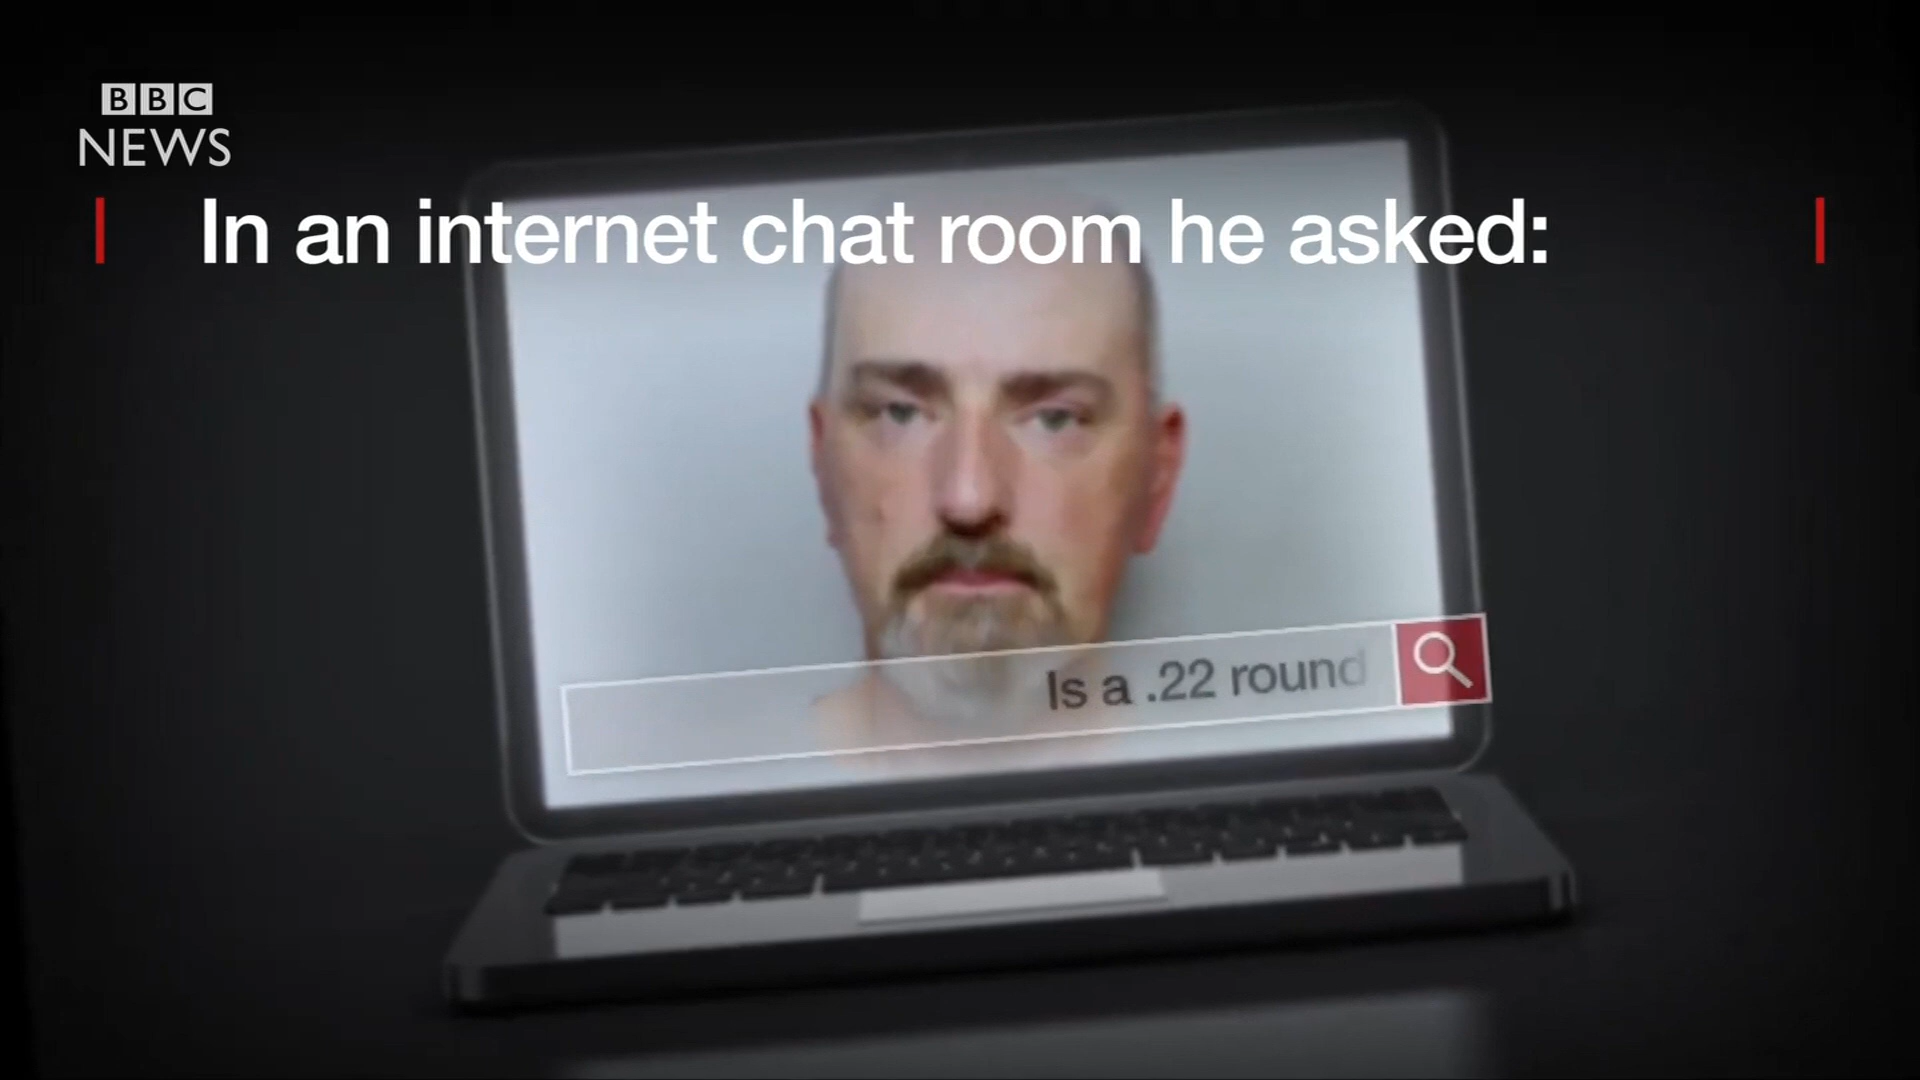 BBC
NEWS
In an internet chat room he asked:
Is a .22 round